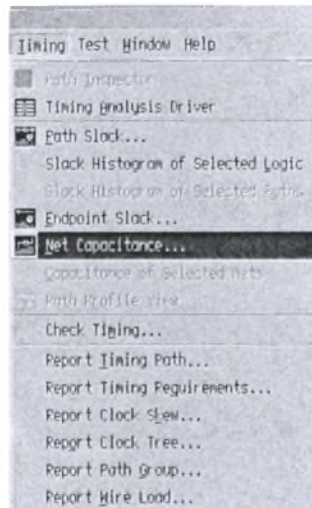 Timing Test Window Help
Path Inspector
Timing Analysis Driver
Path Slack...
Slack Histogram of Selected Logic
Slack Histogram of Selected Paths
Endpoint Slack...
Net Capacitance...
Capacitance of Selected Nets
Path Profile View
Check Timing...
Report Timing Path...
Report Timing Requirements...
Report Clock Skew...
Report Clock Tree...
Report Path Group...
Report Wire Load...